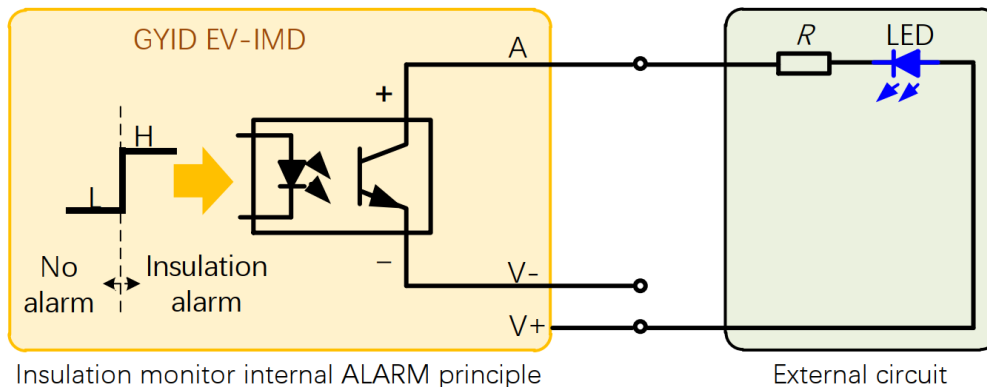 GYID EV-IMD
A
R
LED
+
H
L
−
No alarm
Insulation alarm
V-
V+
Insulation monitor internal ALARM principle
External circuit